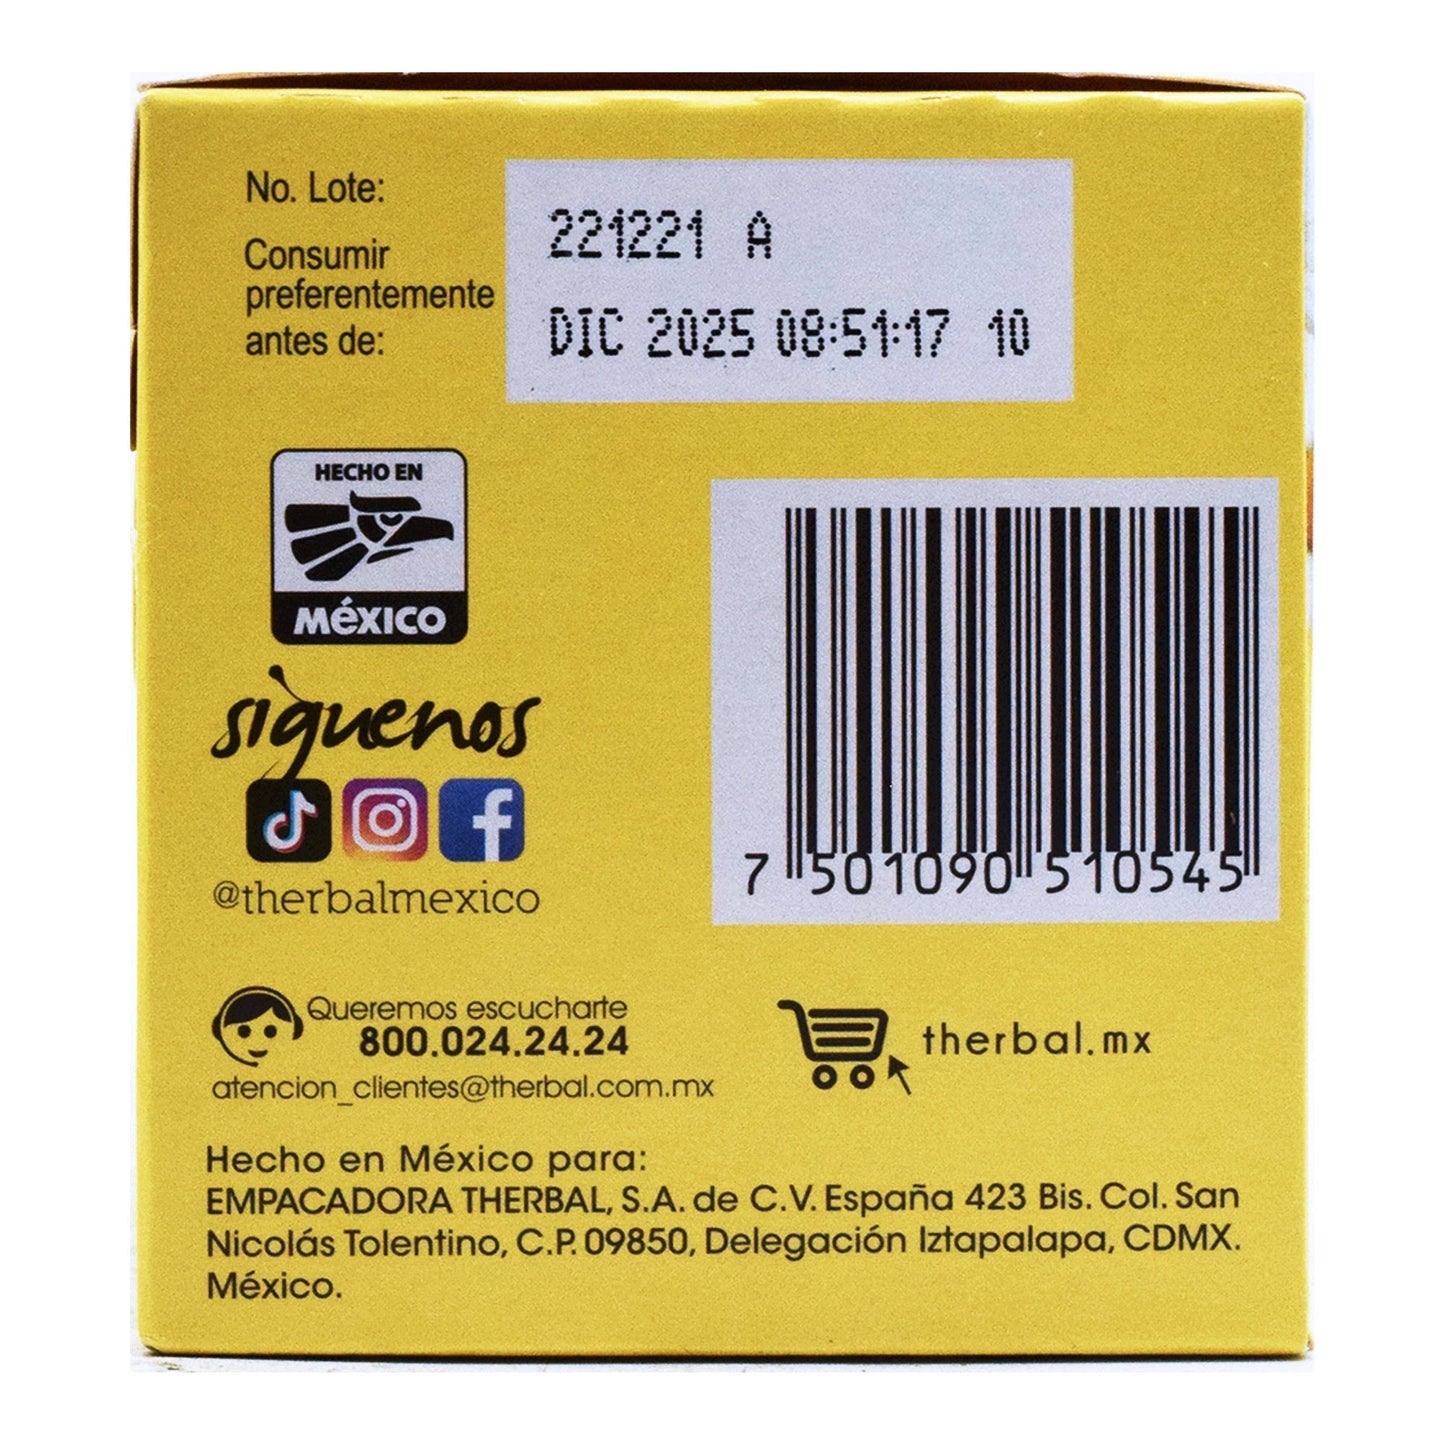 No. Lote:
221221 A
Consumir
preferentemente
antes de:
DIC 2025 08:51:17 10
HECHO EN
MÉXICO
síguenos
@therbalmexico
7 501090 510545
Queremos escucharte
800.024.24.24
atencion_clientes@therbal.com.mx
therbal.mx
Hecho en México para:
EMPACADORA THERBAL, S.A. de C.V. España 423 Bis. Col. San
Nicolás Tolentino, C.P. 09850, Delegación Iztapalapa, CDMX.
México.